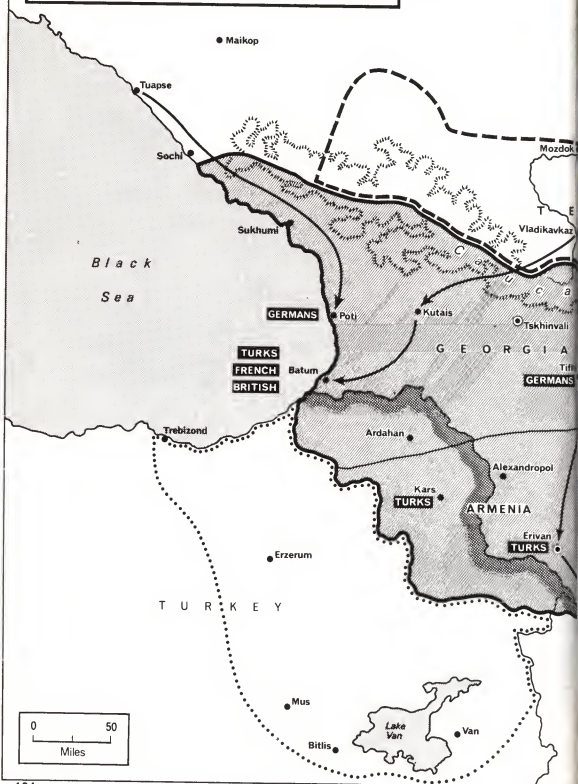 Maikop
Tuapse
Mozdok
Sochi
T E
Vladikavkaz
Sukhumi
C a u c a
Black
Sea
GERMANS
Poti
Kutais
Tskhinvali
G E O R G I A
TURKS
FRENCH
BRITISH
Batum
Tifl
GERMANS
Trebizond
Ardahan
Alexandropol
Kars
TURKS
ARMENIA
Erivan
TURKS
Erzerum
T U R K E Y
0 50
Miles
Mus
Lake
Van
Van
Bitlis